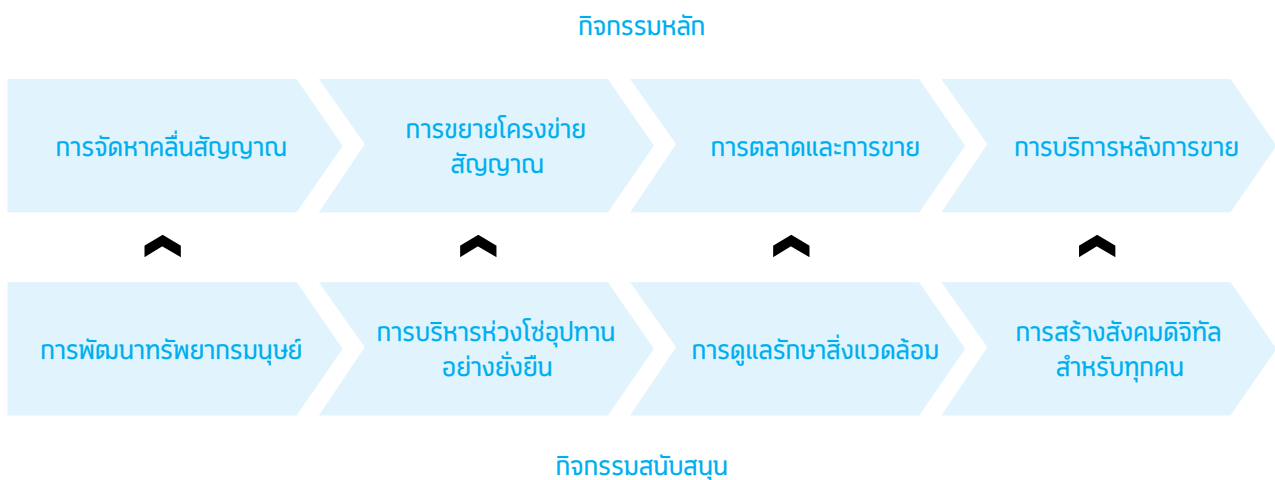 กิจกรรมหลัก
การจัดหาคลื่นสัญญาณ
การขยายโครงข่าย
สัญญาณ
การตลาดและการขาย
การบริการหลังการขาย
การพัฒนาทรัพยากรมนุษย์
การบริหารห่วงโซ่อุปทาน
อย่างยั่งยืน
การดูแลรักษาสิ่งแวดล้อม
การสร้างสังคมดิจิทัล
สำหรับทุกคน
กิจกรรมสนับสนุน